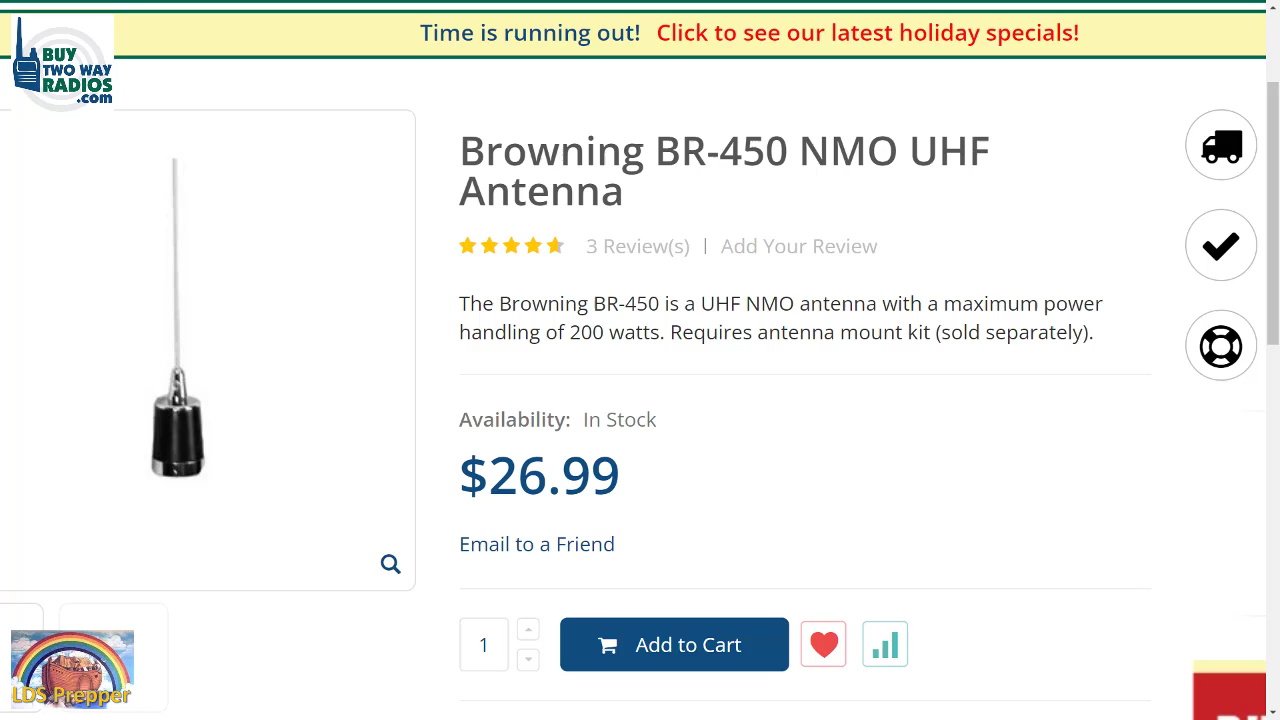 Time is running out! Click to see our latest holiday specials!
BUY
TWO WAY
RADIOS
.com
Browning BR-450 NMO UHF
Antenna
3 Review(s) | Add Your Review
The Browning BR-450 is a UHF NMO antenna with a maximum power
handling of 200 watts. Requires antenna mount kit (sold separately).
Availability: In Stock
$26.99
Email to a Friend
1
Add to Cart
LDS Prepper